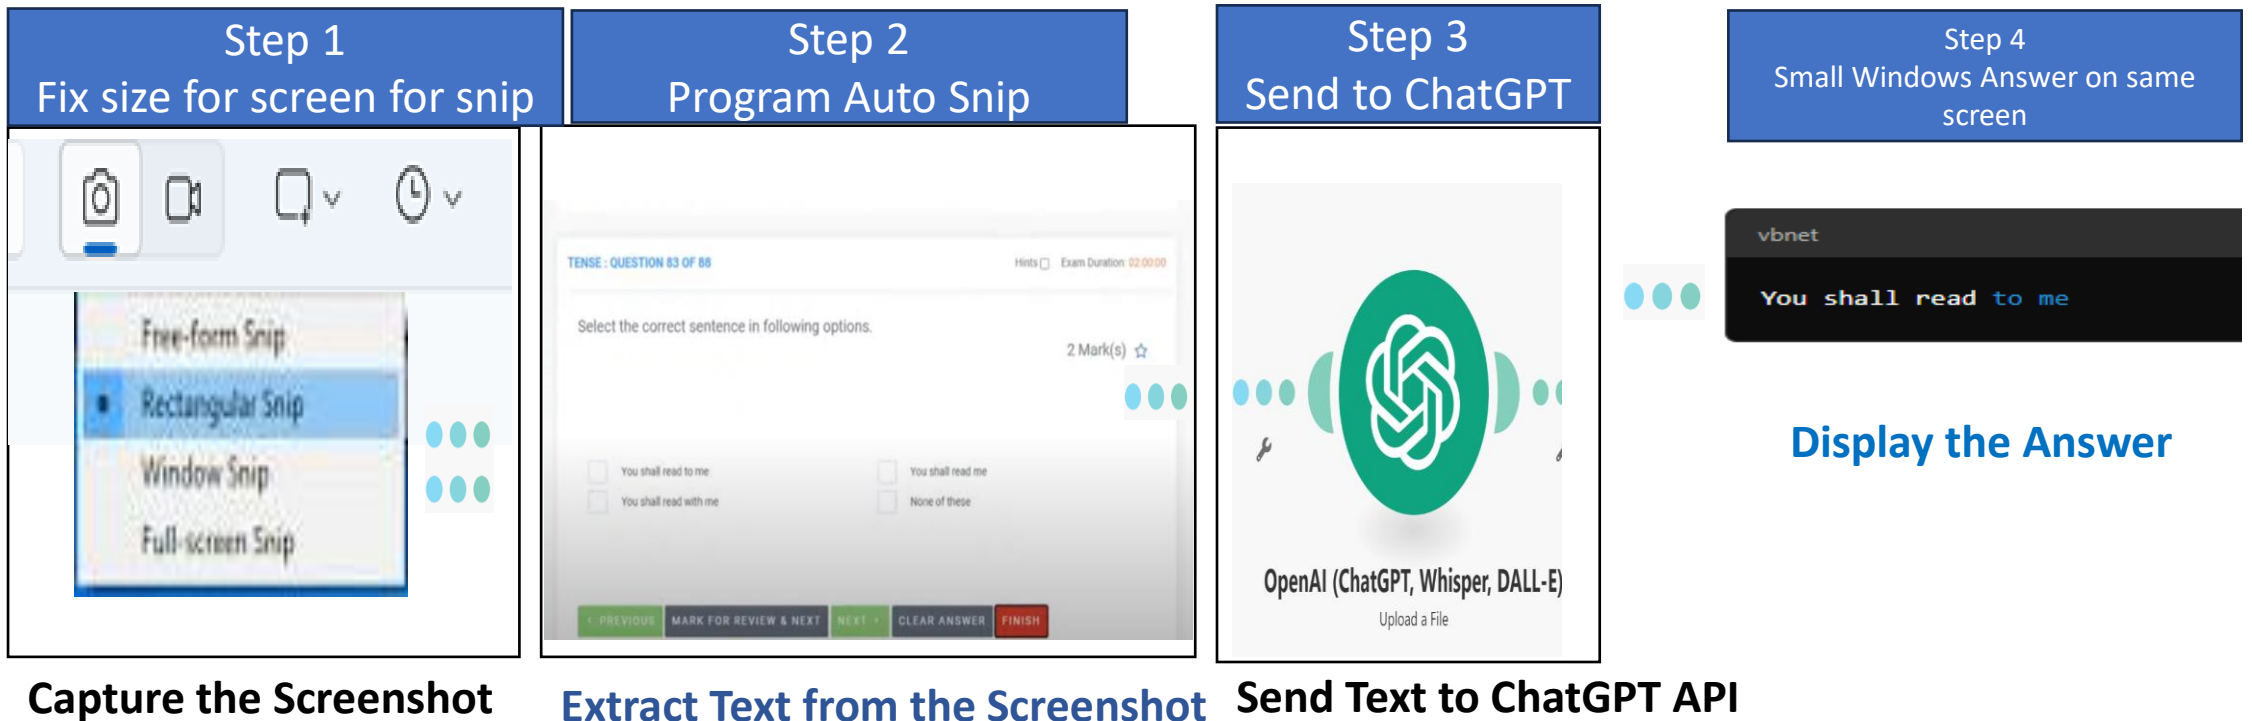 Step 1
Fix size for screen for snip
Step 2
Program Auto Snip
Step 3
Send to ChatGPT
Step 4
Small Windows Answer on same
screen
Free-form Snip
Rectangular Snip
Window Snip
Full-screen Snip
TENSE : QUESTION 83 OF 88
Hints Exam Duration: 02:00:00
Select the correct sentence in following options.
2 Mark(s)
You shall read to me
You shall read me
You shall read with me
None of these
‹ PREVIOUS
MARK FOR REVIEW & NEXT
NEXT ›
CLEAR ANSWER
FINISH
OpenAI (ChatGPT, Whisper, DALL-E)
Upload a File
vbnet
You shall read to me
Display the Answer
Capture the Screenshot
Extract Text from the Screenshot
Send Text to ChatGPT API